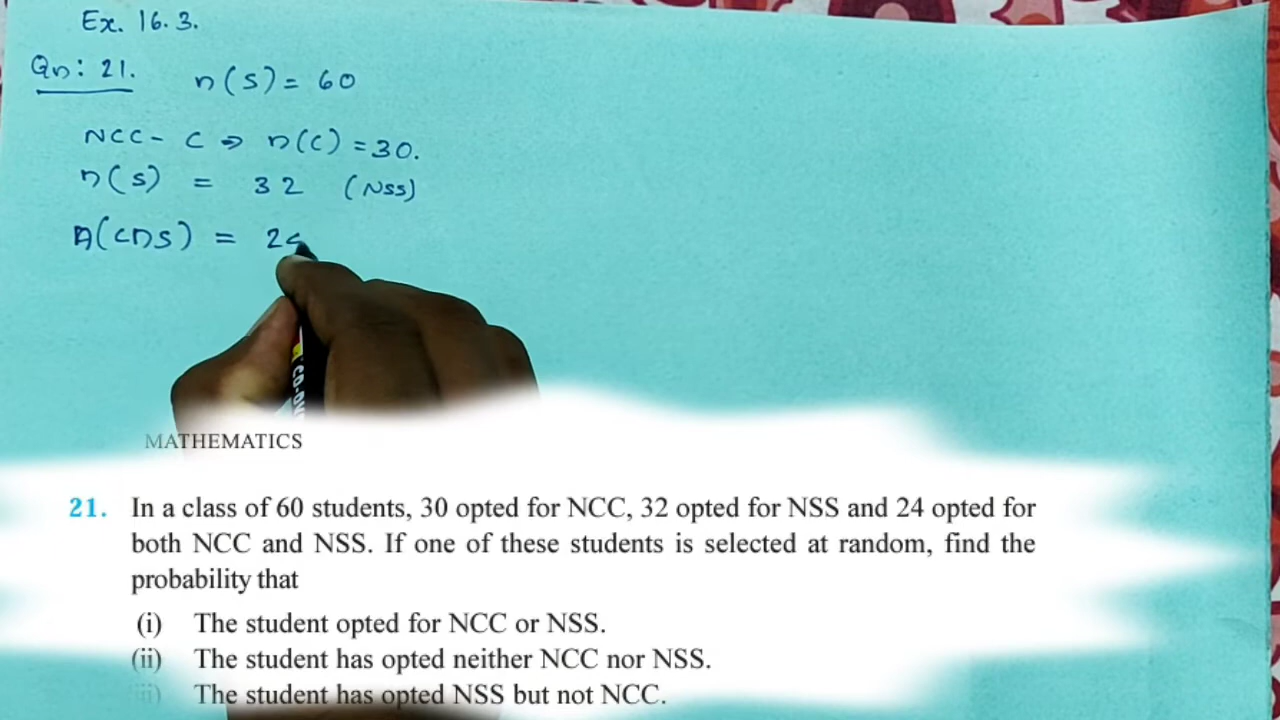 Ex. 16.3.
Qn: 21. n(S) = 60
NCC - C ⇒ n(C) = 30.
n(S) = 32 (NSS)
n(C∩S) = 24
MATHEMATICS
21. In a class of 60 students, 30 opted for NCC, 32 opted for NSS and 24 opted for
both NCC and NSS. If one of these students is selected at random, find the
probability that
(i) The student opted for NCC or NSS.
(ii) The student has opted neither NCC nor NSS.
(iii) The student has opted NSS but not NCC.